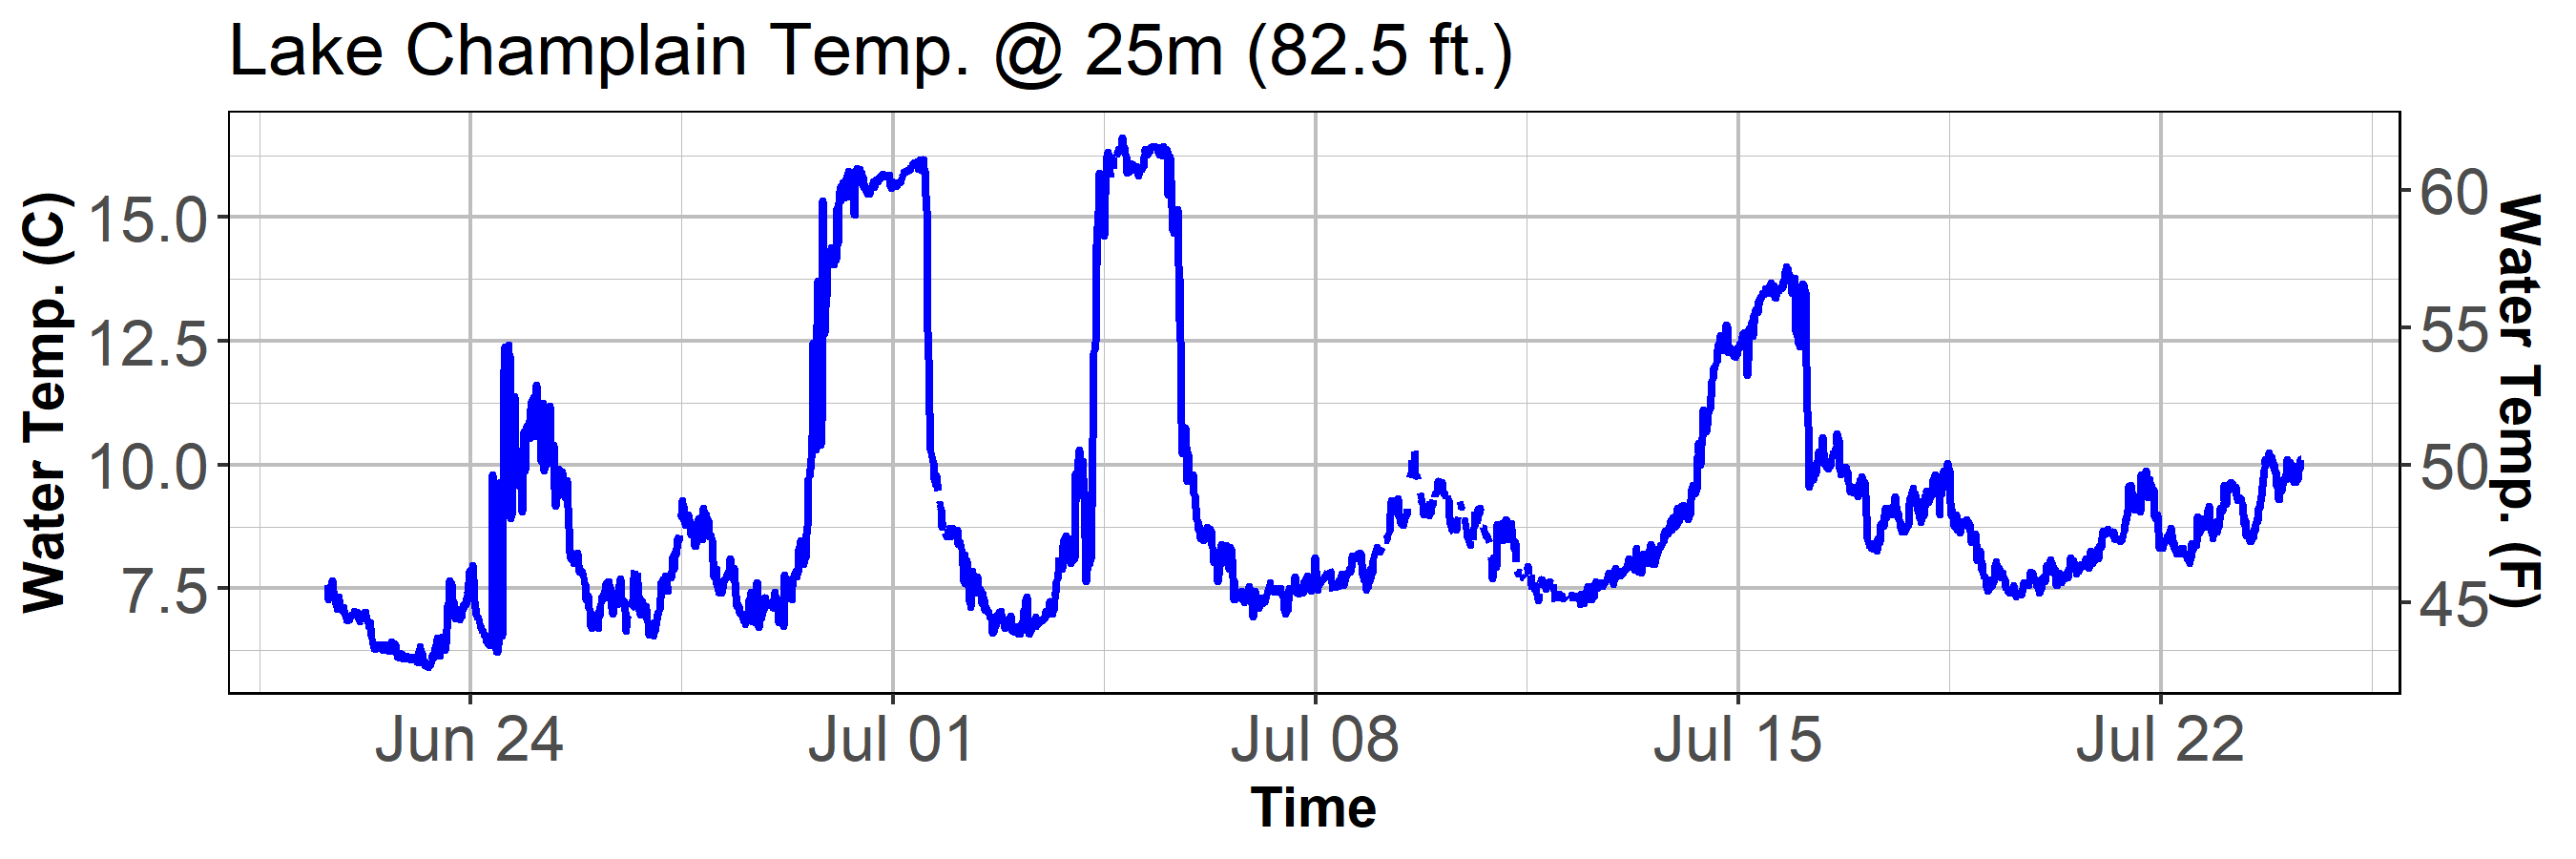 Lake Champlain Temp. @ 25m (82.5 ft.)
Water Temp. (C)
15.0
12.5
10.0
7.5
60
55
50
45
Water Temp. (F)
Jun 24
Jul 01
Jul 08
Jul 15
Jul 22
Time